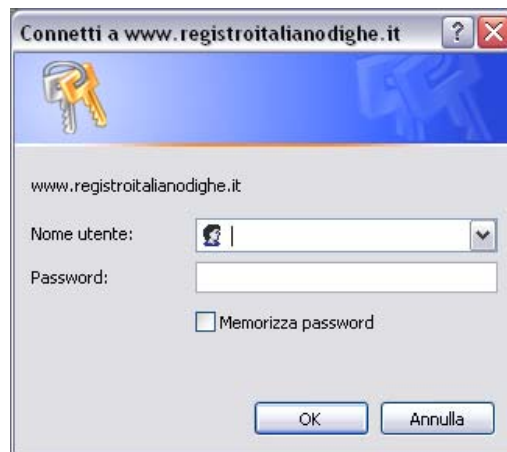 Connetti a www.registroitalianodighe.it
www.registroitalianodighe.it
Nome utente:
Password:
Memorizza password
OK Annulla